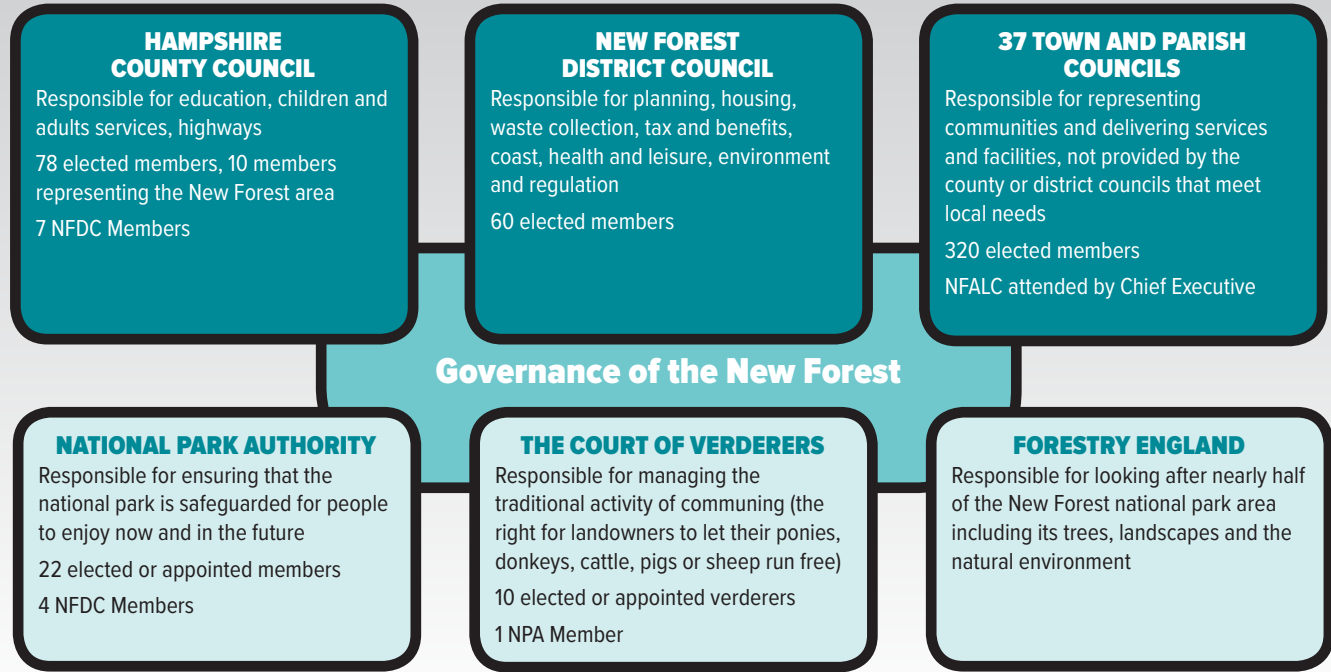 HAMPSHIRE
COUNTY COUNCIL
Responsible for education, children and
adults services, highways
78 elected members, 10 members
representing the New Forest area
7 NFDC Members
NEW FOREST
DISTRICT COUNCIL
Responsible for planning, housing,
waste collection, tax and benefits,
coast, health and leisure, environment
and regulation
60 elected members
37 TOWN AND PARISH
COUNCILS
Responsible for representing
communities and delivering services
and facilities, not provided by the
county or district councils that meet
local needs
320 elected members
NFALC attended by Chief Executive
Governance of the New Forest
NATIONAL PARK AUTHORITY
Responsible for ensuring that the
national park is safeguarded for people
to enjoy now and in the future
22 elected or appointed members
4 NFDC Members
THE COURT OF VERDERERS
Responsible for managing the
traditional activity of communing (the
right for landowners to let their ponies,
donkeys, cattle, pigs or sheep run free)
10 elected or appointed verderers
1 NPA Member
FORESTRY ENGLAND
Responsible for looking after nearly half
of the New Forest national park area
including its trees, landscapes and the
natural environment